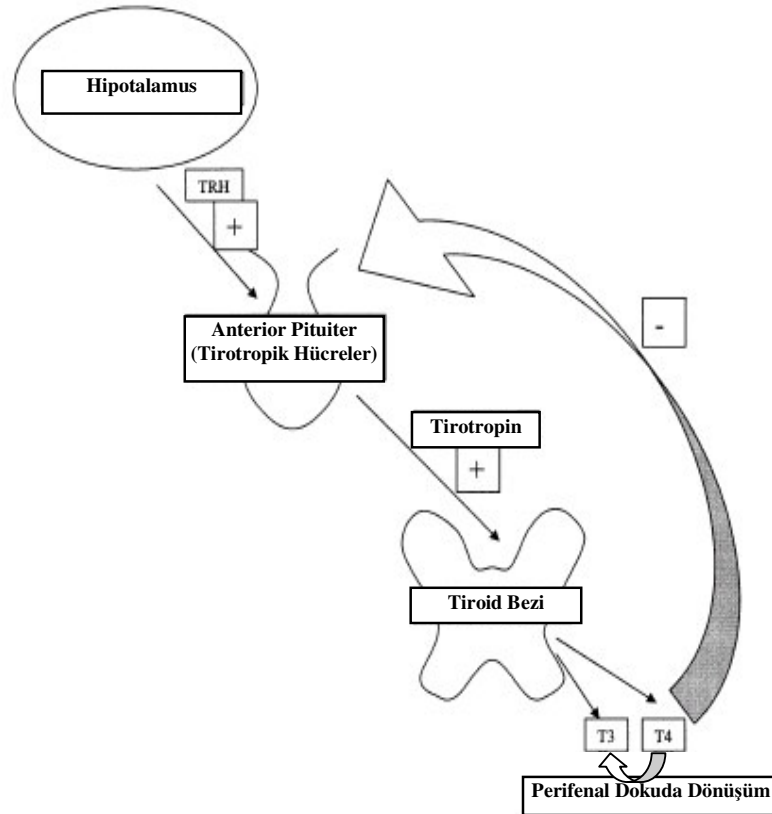 Hipotalamus
TRH
+
Anterior Pituiter
(Tirotropik Hücreler)
-
Tirotropin
+
Tiroid Bezi
T3
T4
Perifenal Dokuda Dönüşüm